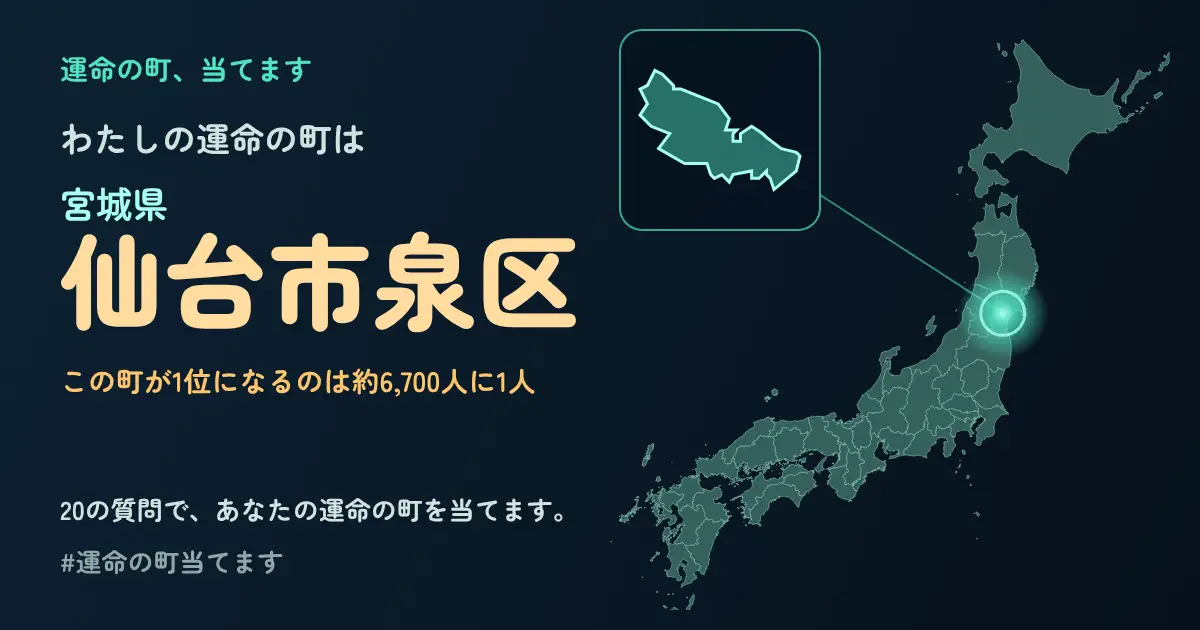 運命の町、当てます
わたしの運命の町は
宮城県
仙台市泉区
この町が1位になるのは約6,700人に1人
20の質問で、あなたの運命の町を当てます。
#運命の町当てます